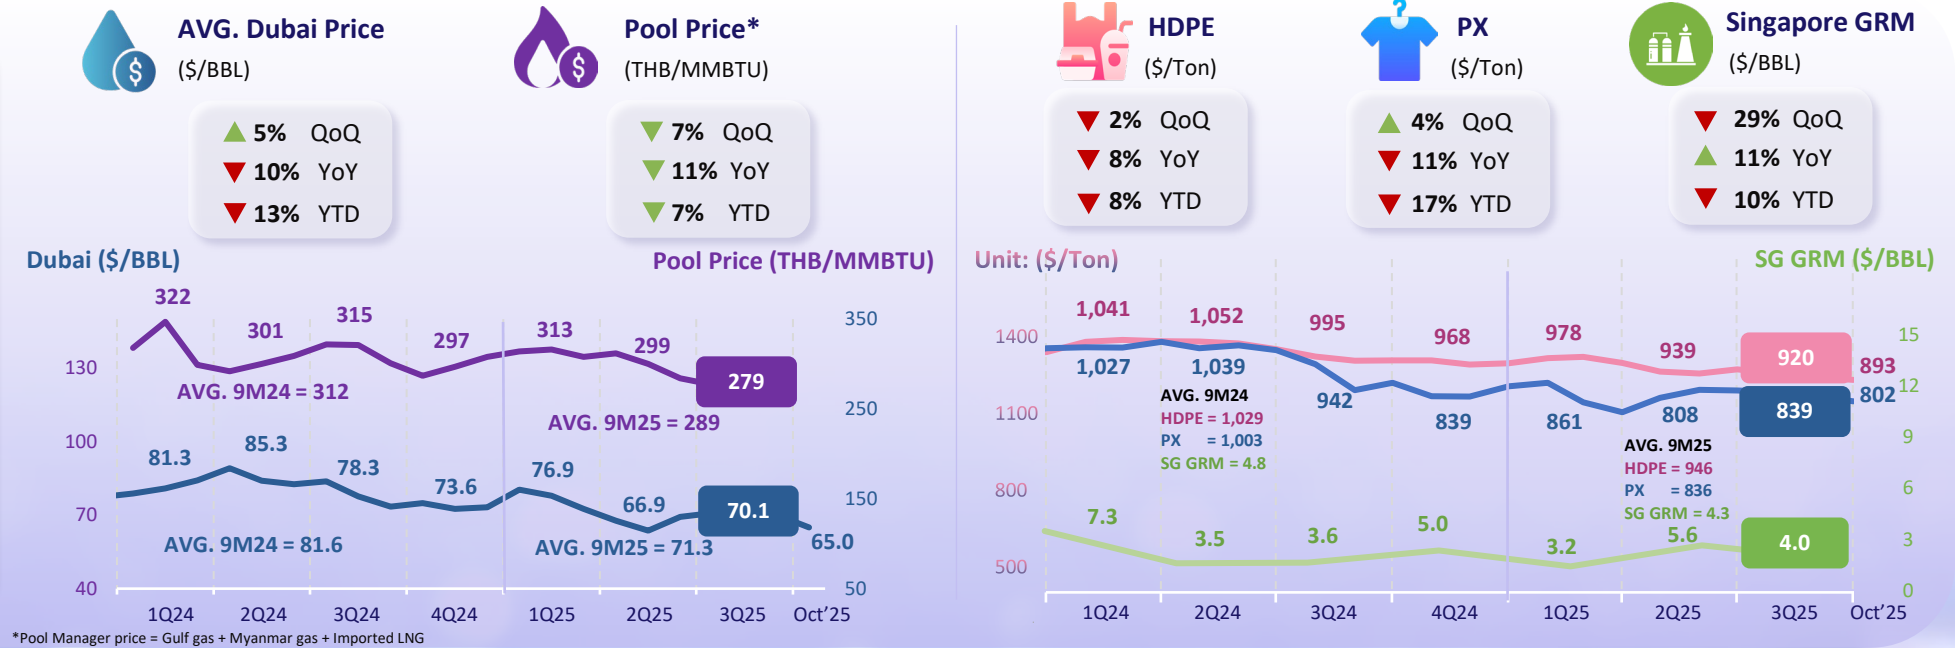 AVG. Dubai Price
($/BBL)
5% QoQ
10% YoY
13% YTD
Pool Price*
(THB/MMBTU)
7% QoQ
11% YoY
7% YTD
HDPE
($/Ton)
2% QoQ
8% YoY
8% YTD
PX
($/Ton)
4% QoQ
11% YoY
17% YTD
Singapore GRM
($/BBL)
29% QoQ
11% YoY
10% YTD
Dubai ($/BBL)
Pool Price (THB/MMBTU)
130
100
70
40
350
250
150
50
322
301
315
297
313
299
279
AVG. 9M24 = 312
AVG. 9M25 = 289
81.3
85.3
78.3
73.6
76.9
66.9
70.1
65.0
AVG. 9M24 = 81.6
AVG. 9M25 = 71.3
1Q24
2Q24
3Q24
4Q24
1Q25
2Q25
3Q25
Oct’25
*Pool Manager price = Gulf gas + Myanmar gas + Imported LNG
Unit: ($/Ton)
SG GRM ($/BBL)
1400
1100
800
500
15
12
9
6
3
0
1,041
1,052
995
968
978
939
920
893
1,027
1,039
942
839
861
808
839
802
AVG. 9M24
HDPE = 1,029
PX = 1,003
SG GRM = 4.8
AVG. 9M25
HDPE = 946
PX = 836
SG GRM = 4.3
7.3
3.5
3.6
5.0
3.2
5.6
4.0
1Q24
2Q24
3Q24
4Q24
1Q25
2Q25
3Q25
Oct’25